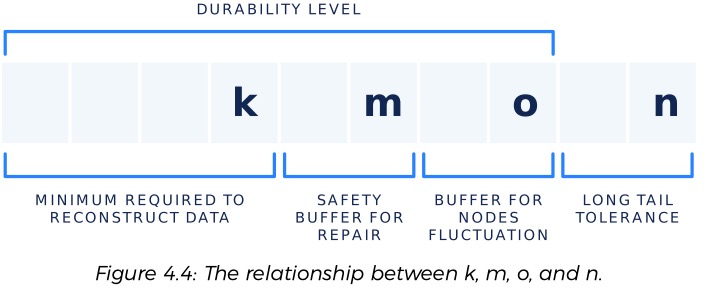 DURABILITY LEVEL
k m o n
MINIMUM REQUIRED TO
RECONSTRUCT DATA
SAFETY
BUFFER FOR
REPAIR
BUFFER FOR
NODES
FLUCTUATION
LONG TAIL
TOLERANCE
Figure 4.4: The relationship between k, m, o, and n.